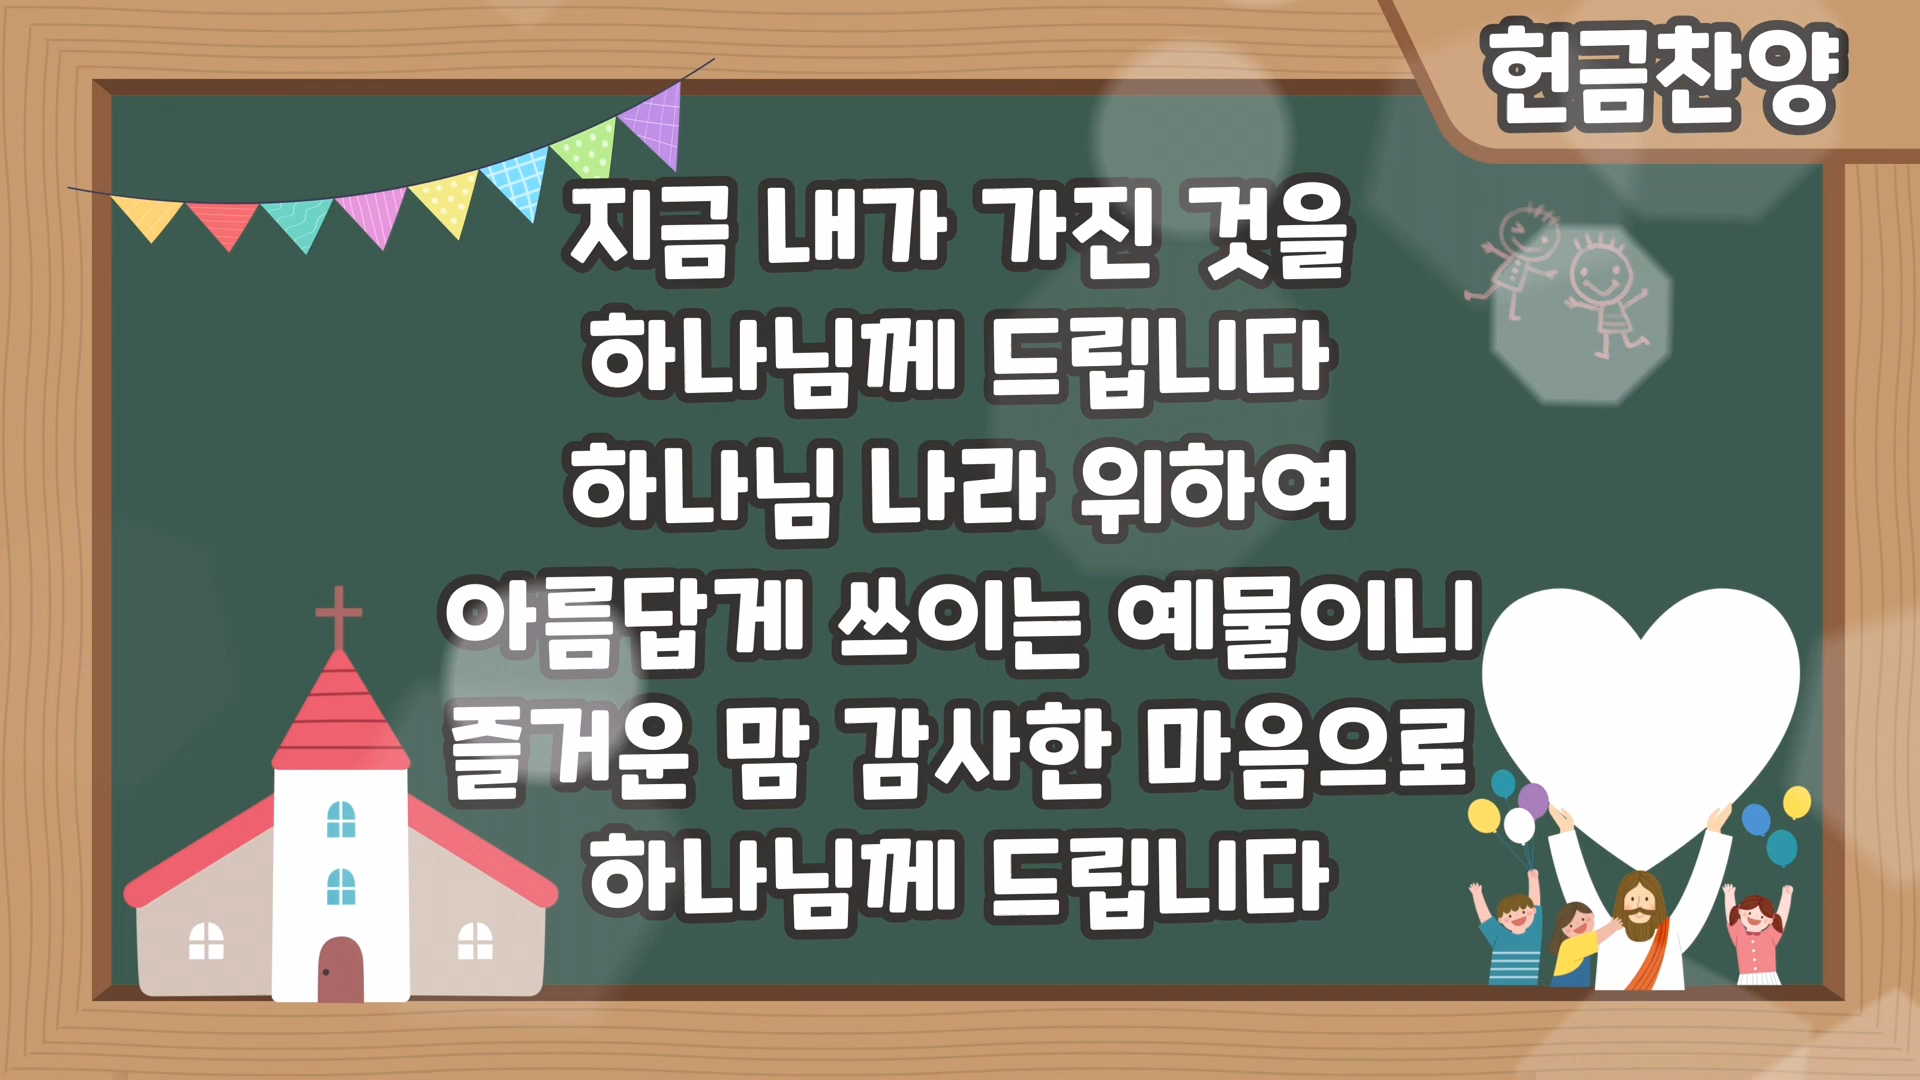 헌금찬양
지금 내가 가진 것을
하나님께 드립니다
하나님 나라 위하여
아름답게 쓰이는 예물이니
즐거운 맘 감사한 마음으로
하나님께 드립니다